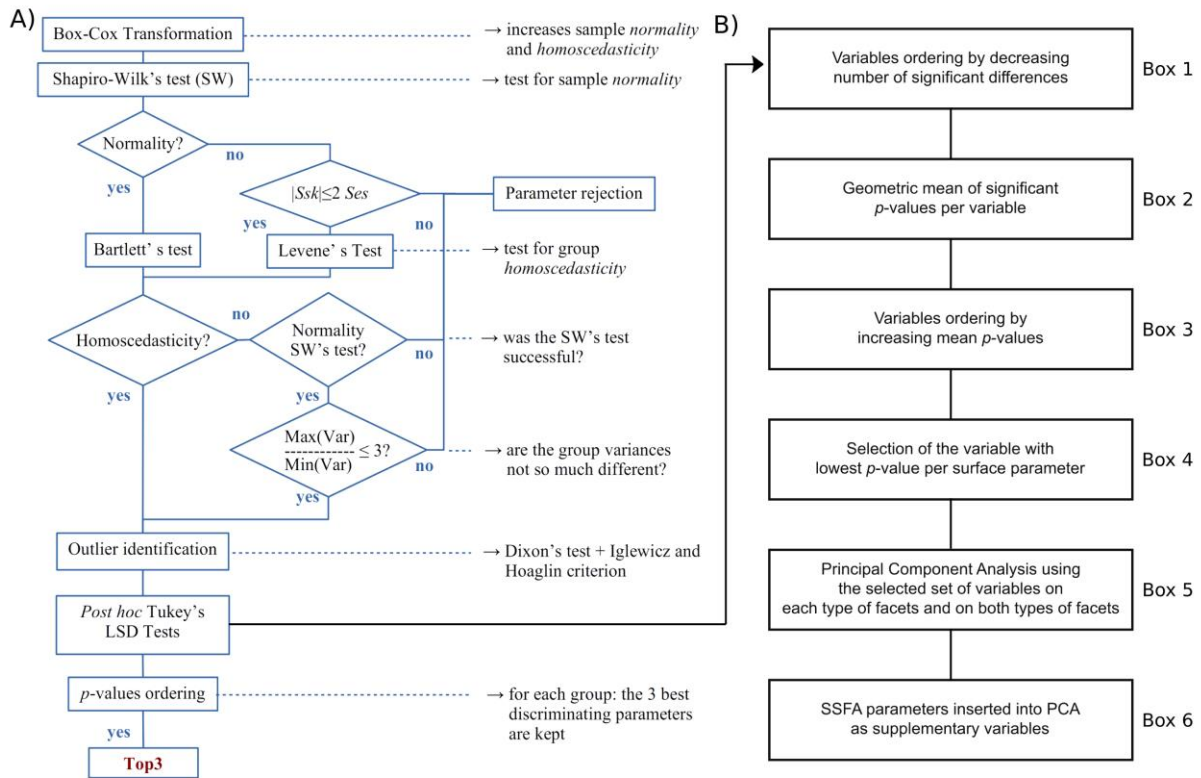 A)
Box-Cox Transformation
→ increases sample normality
and homoscedasticity
Shapiro-Wilk's test (SW)
→ test for sample normality
Normality?
no
yes
|Ssk|≤2 Ses
Parameter rejection
yes
no
Bartlett' s test
Levene' s Test
→ test for group
homoscedasticity
Homoscedasticity?
no
Normality
SW's test?
no
→ was the SW's test
successful?
yes
yes
Max(Var)
------------ ≤ 3?
Min(Var)
no
→ are the group variances
not so much different?
yes
Outlier identification
→ Dixon's test + Iglewicz and
Hoaglin criterion
Post hoc Tukey's
LSD Tests
p-values ordering
→ for each group: the 3 best
discriminating parameters
are kept
yes
Top3
B)
Variables ordering by decreasing
number of significant differences
Box 1
Geometric mean of significant
p-values per variable
Box 2
Variables ordering by
increasing mean p-values
Box 3
Selection of the variable with
lowest p-value per surface parameter
Box 4
Principal Component Analysis using
the selected set of variables on
each type of facets and on both types of facets
Box 5
SSFA parameters inserted into PCA
as supplementary variables
Box 6